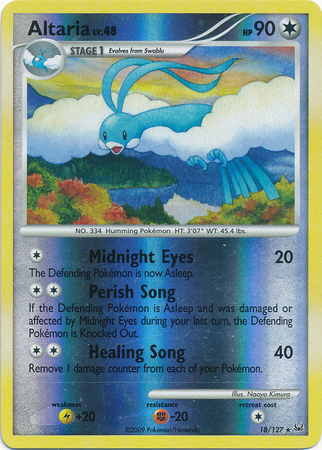 Altaria LV.48
HP 90
STAGE 1 Evolves from Swablu
NO. 334 Humming Pokémon HT: 3'07" WT: 45.4 lbs.
Midnight Eyes 20
The Defending Pokémon is now Asleep.
Perish Song
If the Defending Pokémon is Asleep and was damaged or
affected by Midnight Eyes during your last turn, the Defending
Pokémon is Knocked Out.
Healing Song 40
Remove 1 damage counter from each of your Pokémon.
Illus. Naoyo Kimura
weakness resistance retreat cost
+20 -20
©2009 Pokémon/Nintendo 18/127